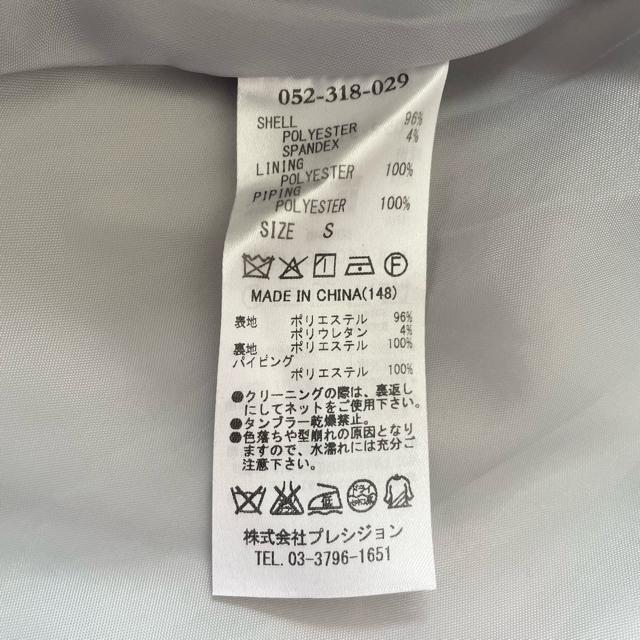 052-318-029
SHELL
POLYESTER 96%
SPANDEX 4%
LINING
POLYESTER 100%
PIPING
POLYESTER 100%
SIZE S
F
MADE IN CHINA(148)
表地 ポリエステル 96%
ポリウレタン 4%
裏地 ポリエステル 100%
パイピング
ポリエステル 100%
●クリーニングの際は、裏返し
にしてネットをご使用下さい。
●タンブラー乾燥禁止。
●色落ちや型崩れの原因となり
ますので、水濡れには充分ご
注意下さい。
低 ドライ
株式会社プレシジョン
TEL. 03-3796-1651